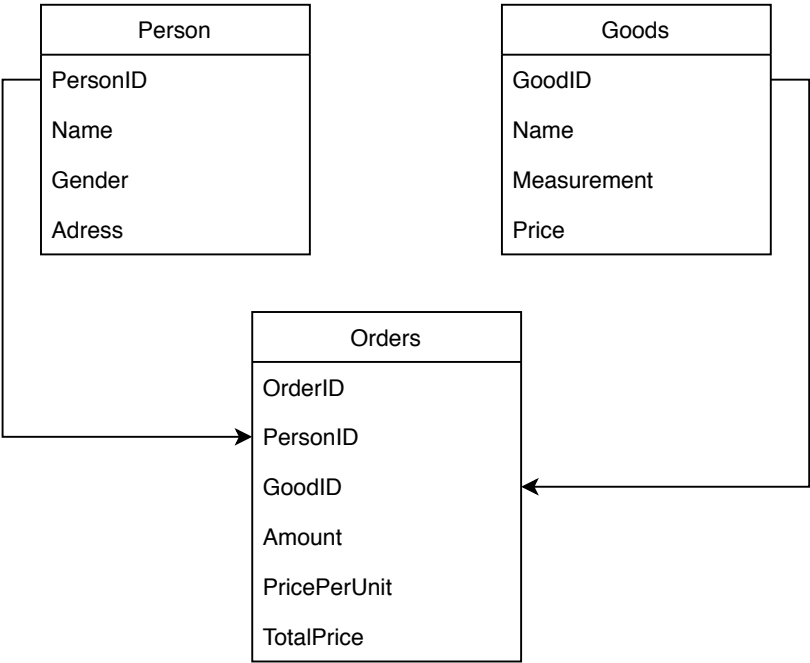 Person
PersonID
Name
Gender
Adress
Goods
GoodID
Name
Measurement
Price
Orders
OrderID
PersonID
GoodID
Amount
PricePerUnit
TotalPrice